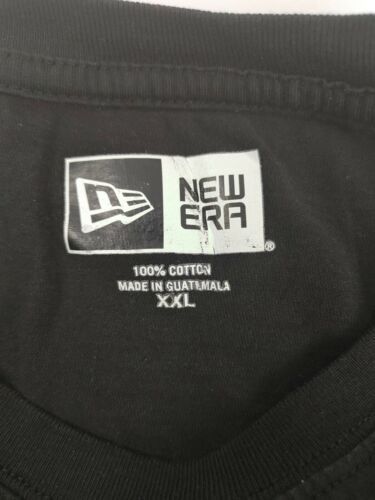 NEW
ERA
®
100% COTTON
MADE IN GUATEMALA
XXL